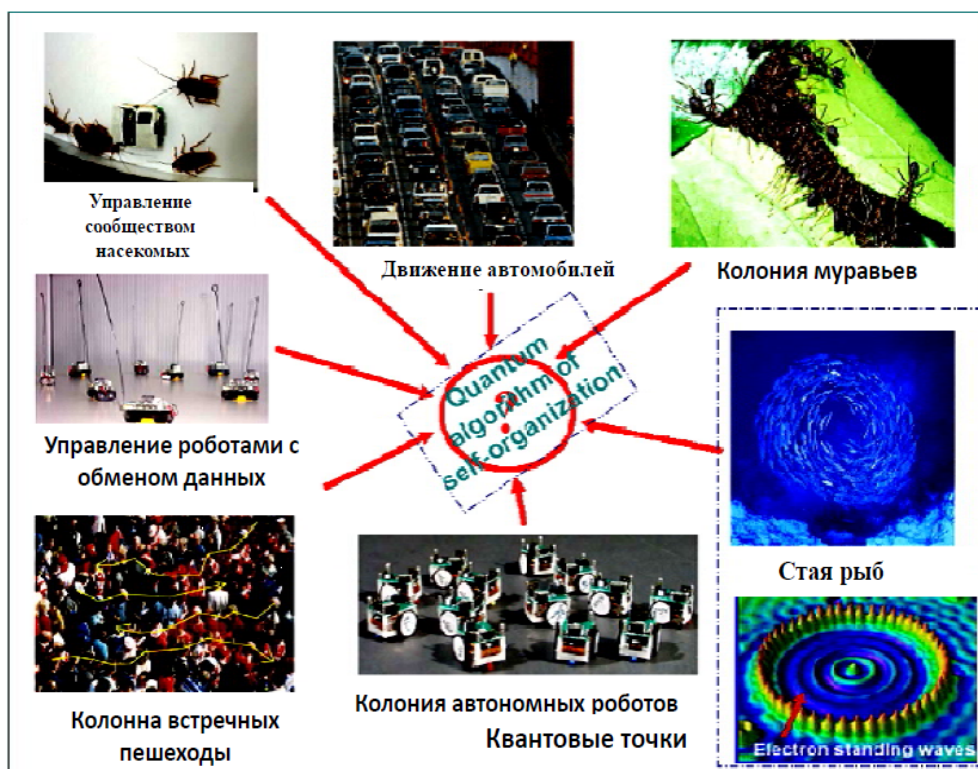 Управление
сообществом
насекомых
Движение автомобилей
Колония муравьев
Quantum
algorithm of
self-organization
?
Управление роботами с
обменом данных
Стая рыб
Колонна встречных
пешеходы
Колония автономных роботов
Квантовые точки
Electron standing waves